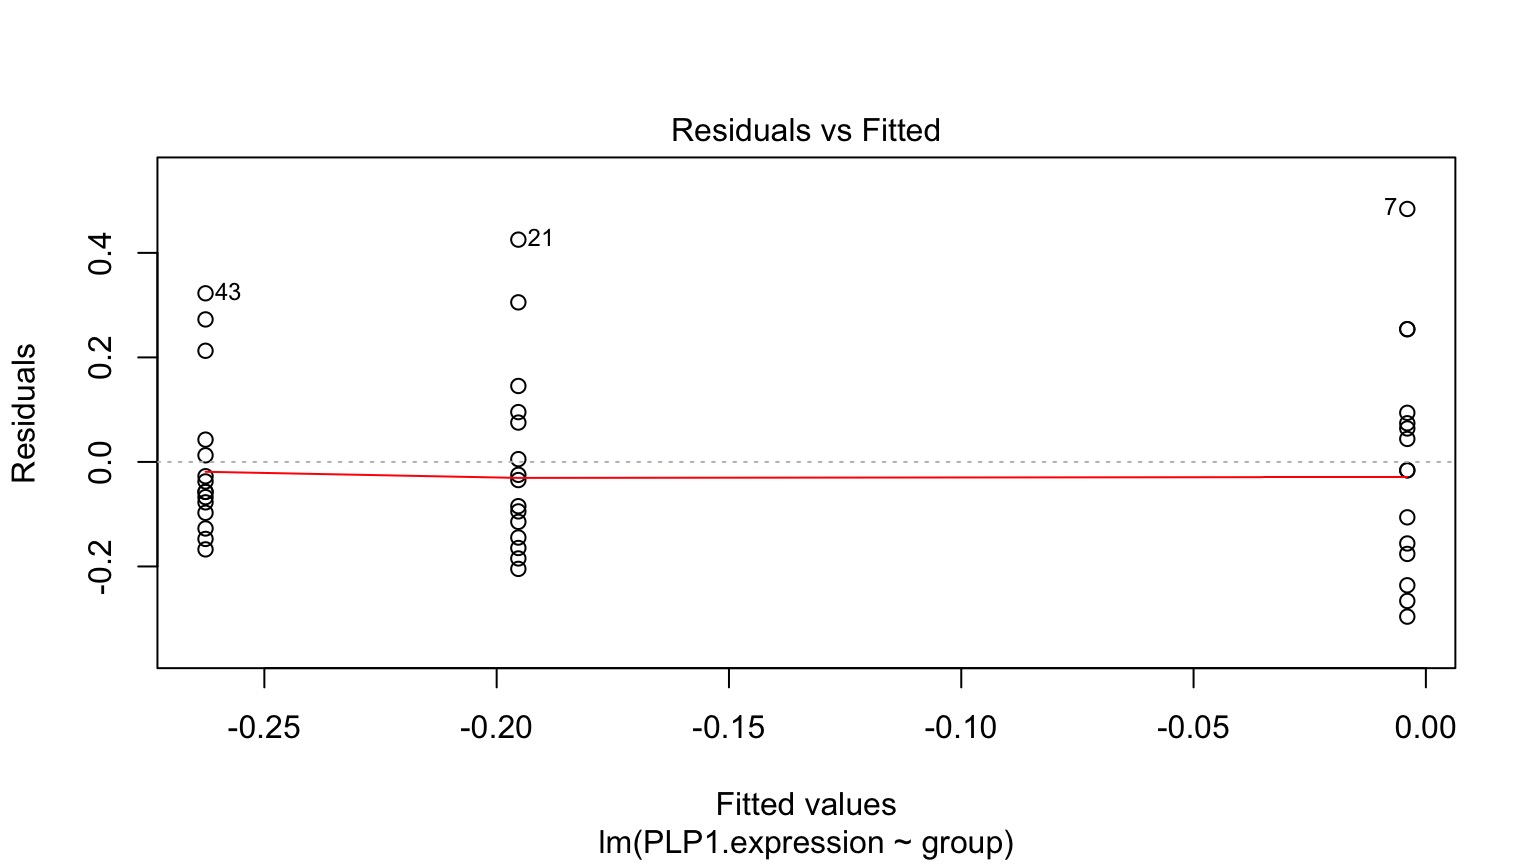 Residuals vs Fitted
7
21
43
0.4
0.2
0.0
-0.2
Residuals
-0.25 -0.20 -0.15 -0.10 -0.05 0.00
Fitted values
lm(PLP1.expression ~ group)